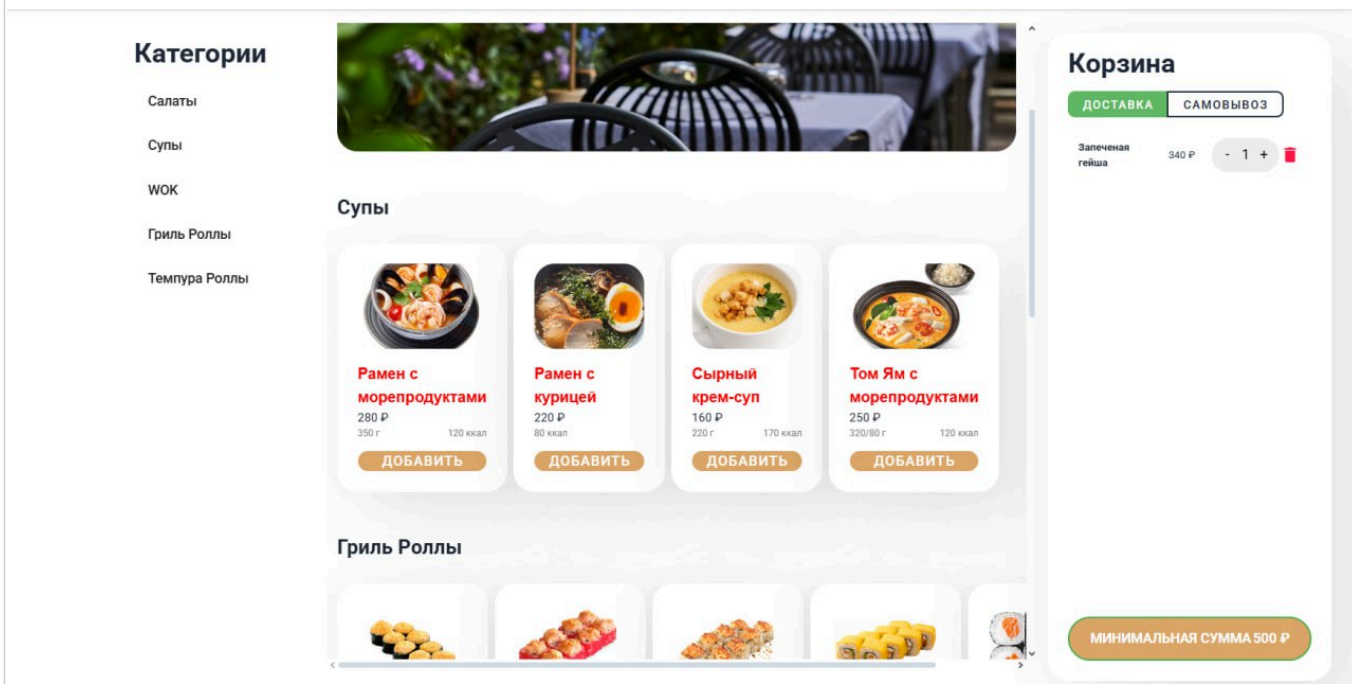 Категории
Салаты
Супы
WOK
Гриль Роллы
Темпура Роллы
Супы
Рамен с
морепродуктами
280 ₽
350 г 120 ккал
ДОБАВИТЬ
Рамен с
курицей
220 ₽
80 ккал
ДОБАВИТЬ
Сырный
крем-суп
160 ₽
220 г 170 ккал
ДОБАВИТЬ
Том Ям с
морепродуктами
250 ₽
320/80 г 120 ккал
ДОБАВИТЬ
Гриль Роллы
Корзина
ДОСТАВКА САМОВЫВОЗ
Запеченая
гейша
340 ₽ - 1 +
МИНИМАЛЬНАЯ СУММА 500 ₽